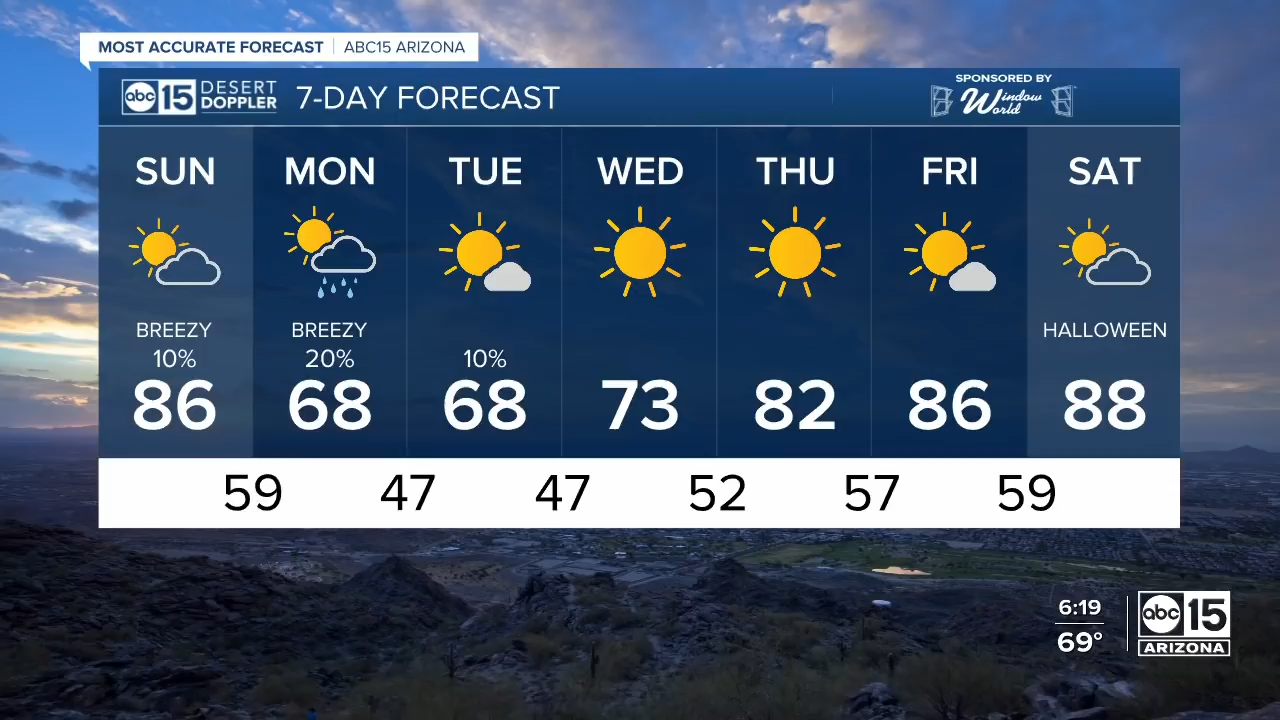 MOST ACCURATE FORECAST | ABC15 ARIZONA
abc 15 DESERT DOPPLER 7-DAY FORECAST
SPONSORED BY
Window World
SUN MON TUE WED THU FRI SAT
BREEZY BREEZY HALLOWEEN
10% 20% 10%
86 68 68 73 82 86 88
59 47 47 52 57 59
6:19
69°
abc 15
ARIZONA